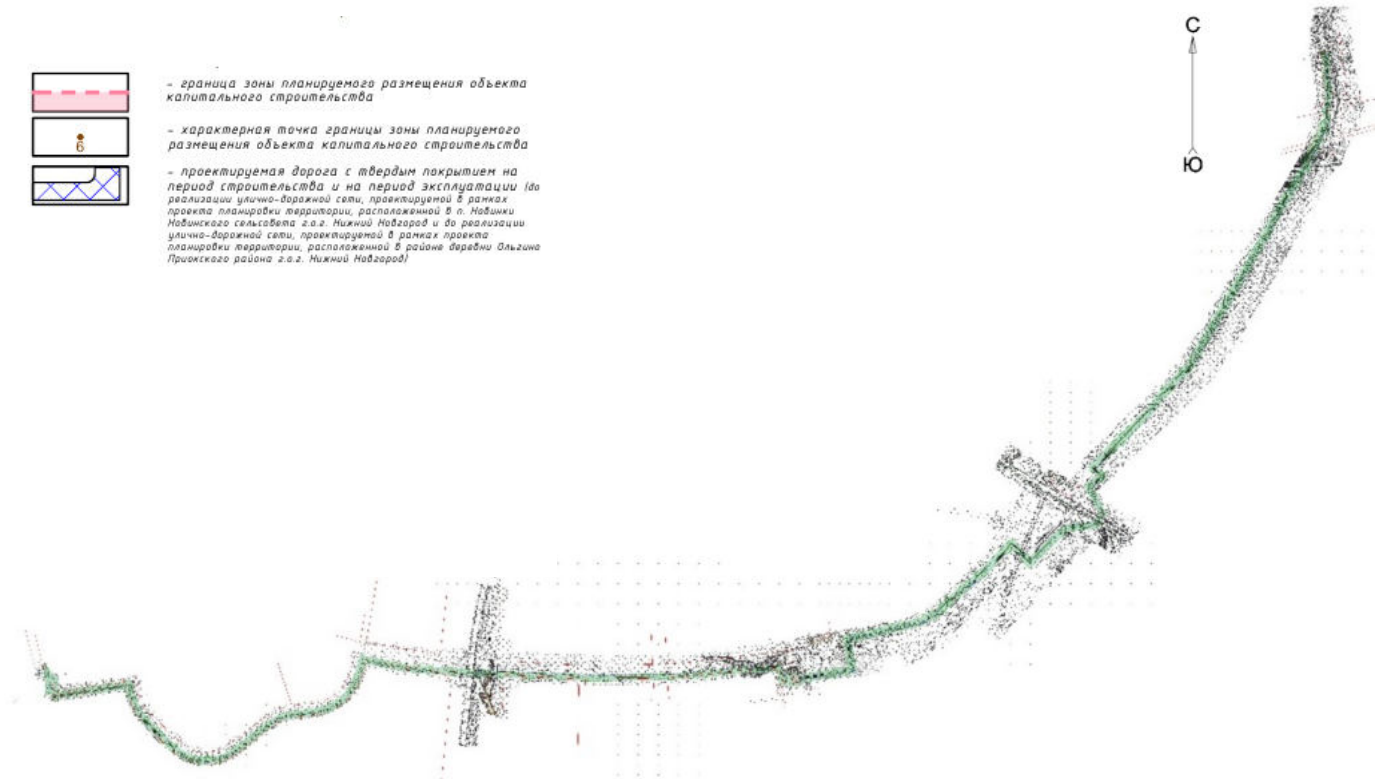 С
Ю
- граница зоны планируемого размещения объекта
капитального строительства
6
- характерная точка границы зоны планируемого
размещения объекта капитального строительства
- проектируемая дорога с твердым покрытием на
период строительства и на период эксплуатации (до
реализации улично-дорожной сети, проектируемой в рамках
проекта планировки территории, расположенной в п. Новинки
Новинского сельсовета г.о.г. Нижний Новгород и до реализации
улично-дорожной сети, проектируемой в рамках проекта
планировки территории, расположенной в районе деревни Ольгино
Приокского района г.о.г. Нижний Новгород)